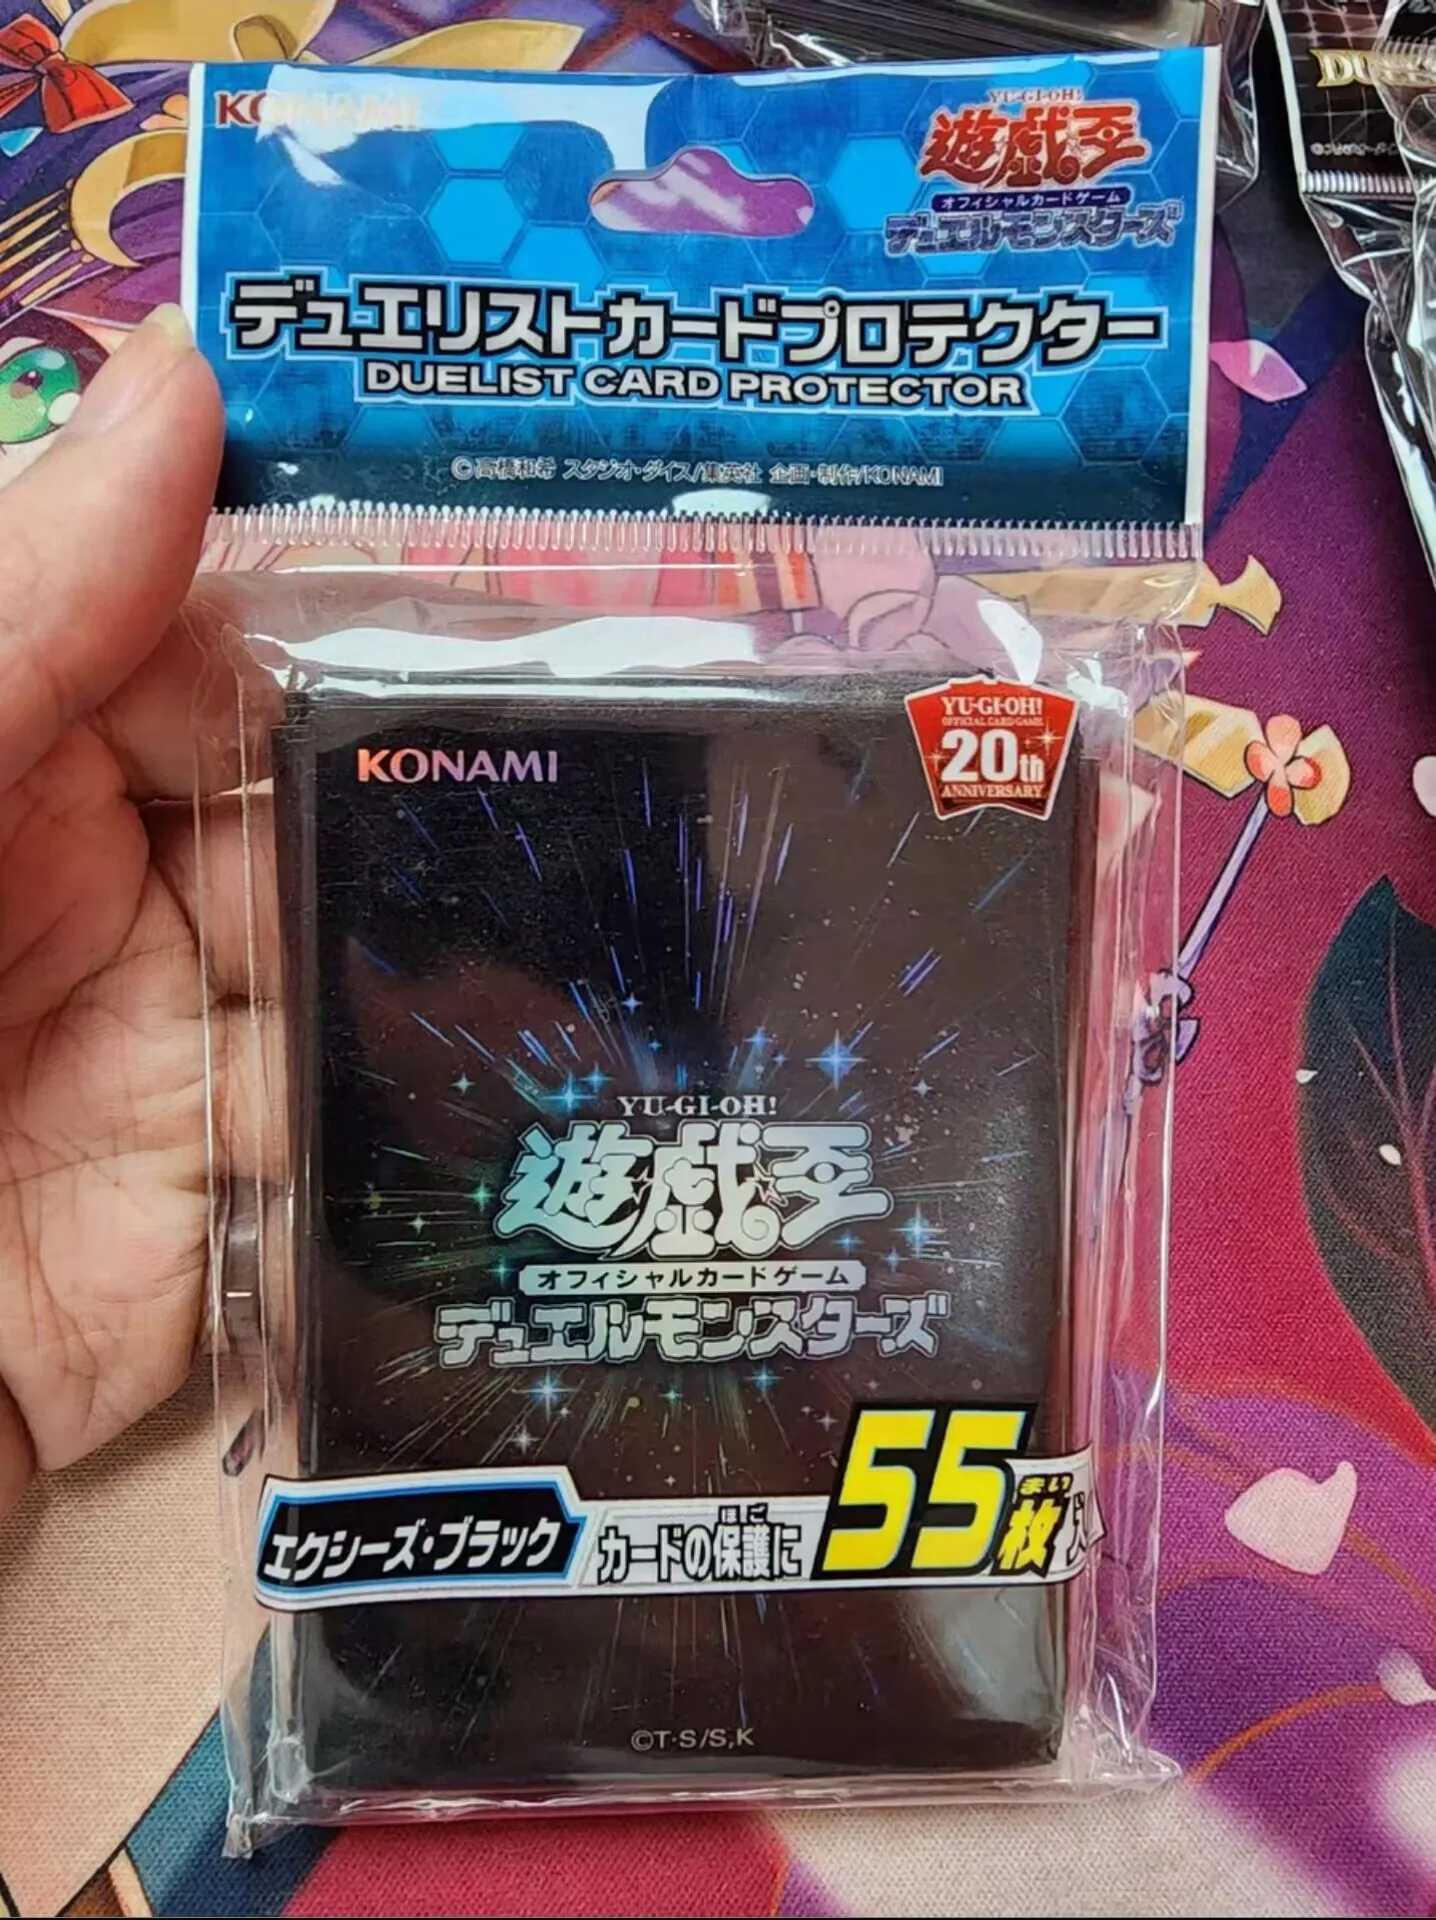 KONAMI
YU-GI-OH!
遊戯王
オフィシャルカードゲーム
デュエルモンスターズ
デュエリストカードプロテクター
DUELIST CARD PROTECTOR
©高橋和希 スタジオ・ダイス/集英社 企画・制作/KONAMI
KONAMI
YU-GI-OH!
OFFICIAL CARD GAME
20th
ANNIVERSARY
YU-GI-OH!
遊戯王
オフィシャルカードゲーム
デュエルモンスターズ
エクシーズ・ブラック
カードの保護に
ほご
55枚入
まい
©T·S/S,K